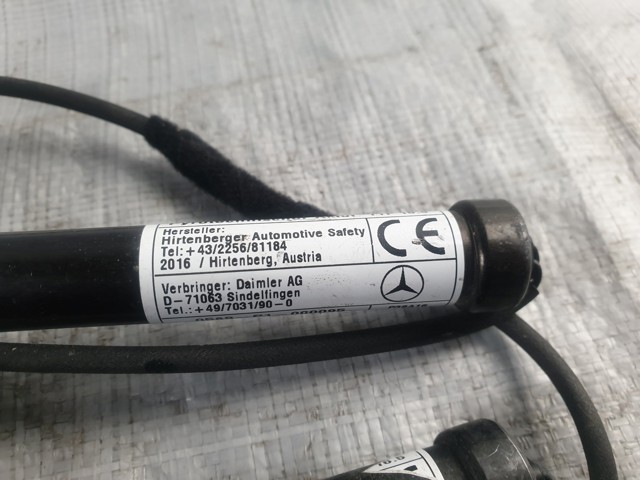 Hersteller:
Hirtenberger Automotive Safety
Tel: +43/2256/81184
2016 / Hirtenberg, Austria
CE
Verbringer: Daimler AG
D-71063 Sindelfingen
Tel.: +49/7031/90-0